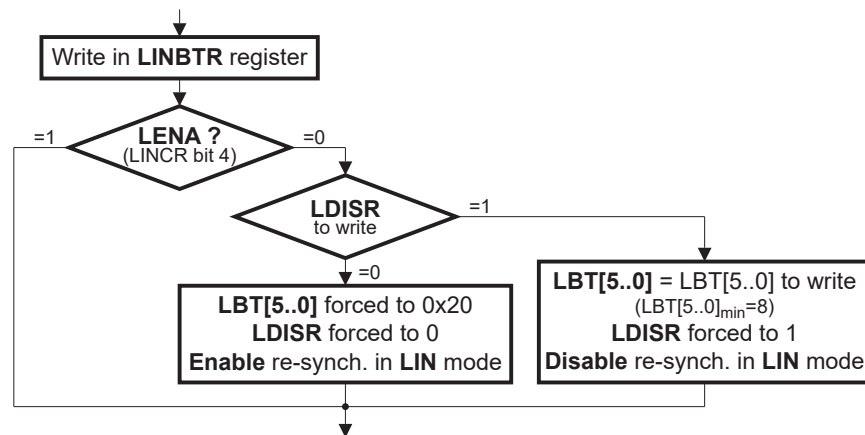 Write in LINBTR register
LENA ?
(LINCR bit 4)
=1
=0
LDISR
to write
=1
=0
LBT[5..0] forced to 0x20
LDISR forced to 0
Enable re-synch. in LIN mode
LBT[5..0] = LBT[5..0] to write
(LBT[5..0]min=8)
LDISR forced to 1
Disable re-synch. in LIN mode